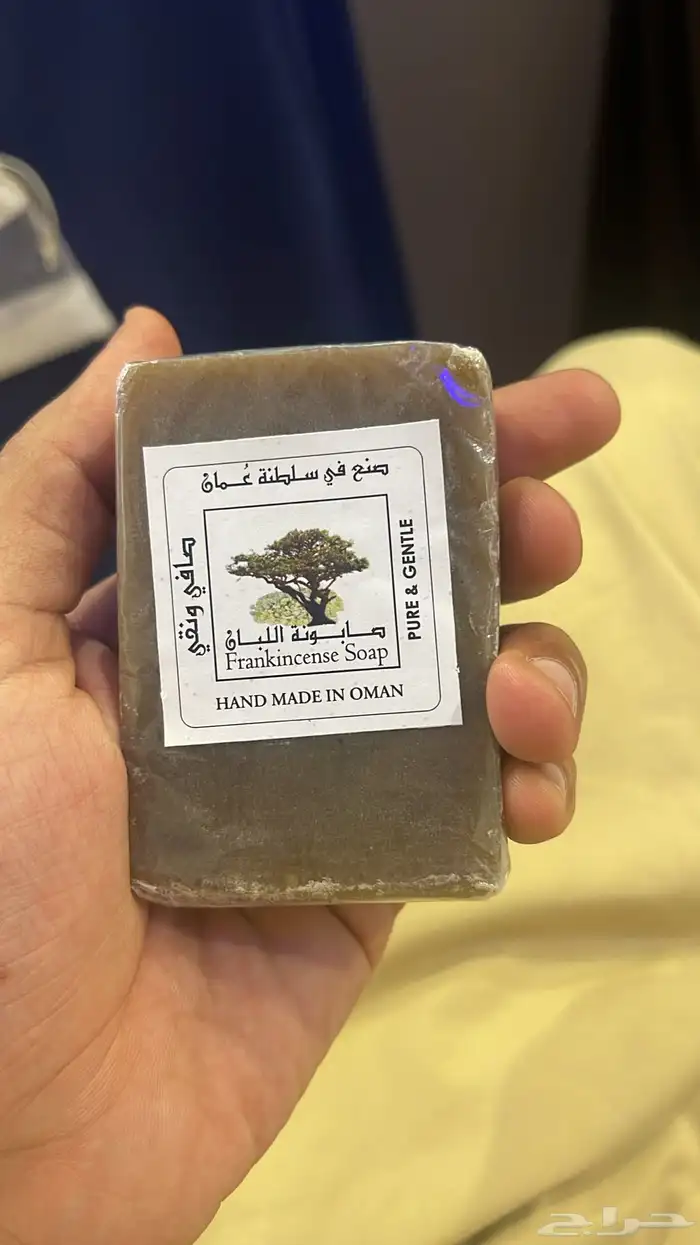 صنع في سلطنة عُمان
صافي ونقي
PURE & GENTLE
صابونة اللبان
Frankincense Soap
HAND MADE IN OMAN
حراج